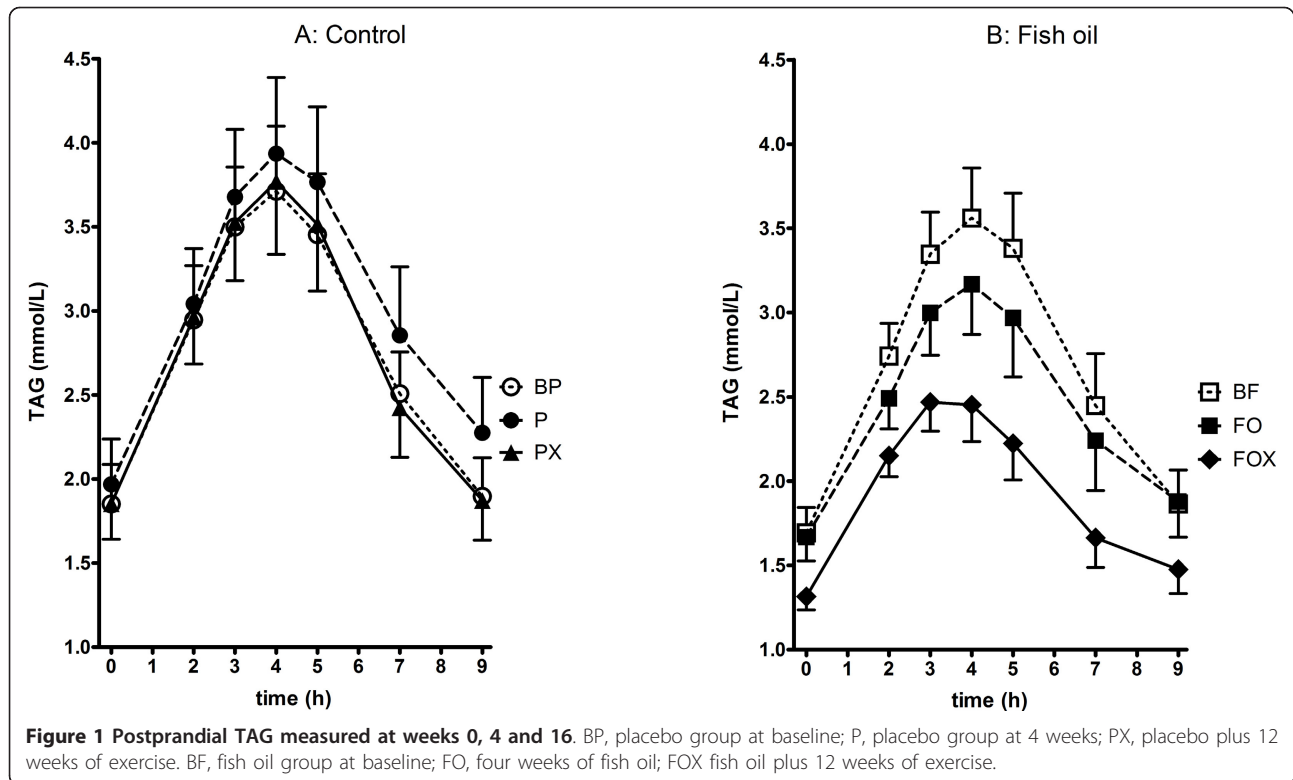 A: Control
4.5
4.0
3.5
3.0
2.5
2.0
1.5
1.0
TAG (mmol/L)
0 1 2 3 4 5 7 8 9
time (h)
BP
P
PX
B: Fish oil
4.5
4.0
3.5
3.0
2.5
2.0
1.5
1.0
TAG (mmol/L)
0 1 2 3 4 5 6 7 8 9
time (h)
BF
FO
FOX
Figure 1 Postprandial TAG measured at weeks 0, 4 and 16. BP, placebo group at baseline; P, placebo group at 4 weeks; PX, placebo plus 12
weeks of exercise. BF, fish oil group at baseline; FO, four weeks of fish oil; FOX fish oil plus 12 weeks of exercise.